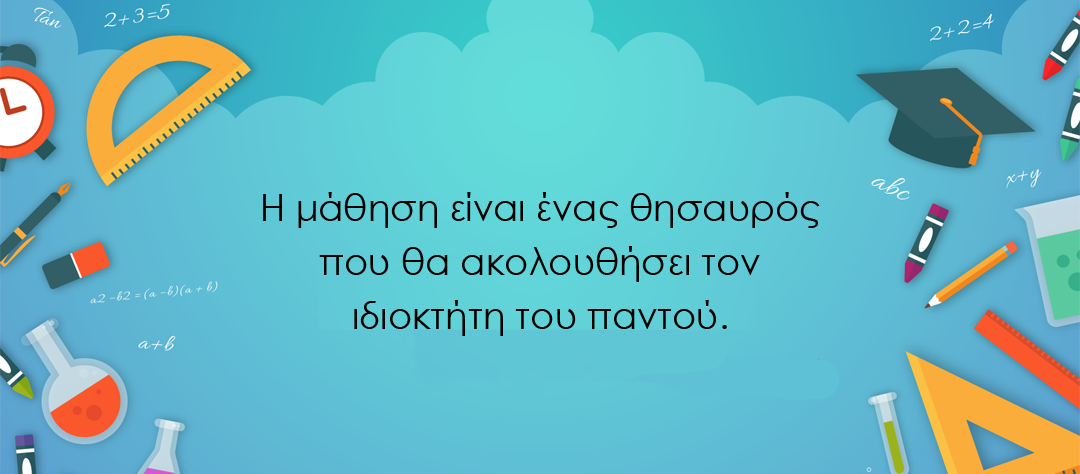 Tán
2+3=5
2+2=4
abc
x+y
Η μάθηση είναι ένας θησαυρός
που θα ακολουθήσει τον
ιδιοκτήτη του παντού.
a2-b2=(a-b)(a+b)
a+b